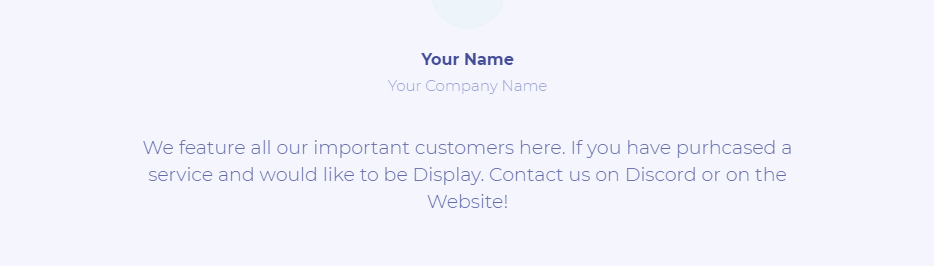 Your Name
Your Company Name
We feature all our important customers here. If you have purhcased a
service and would like to be Display. Contact us on Discord or on the
Website!